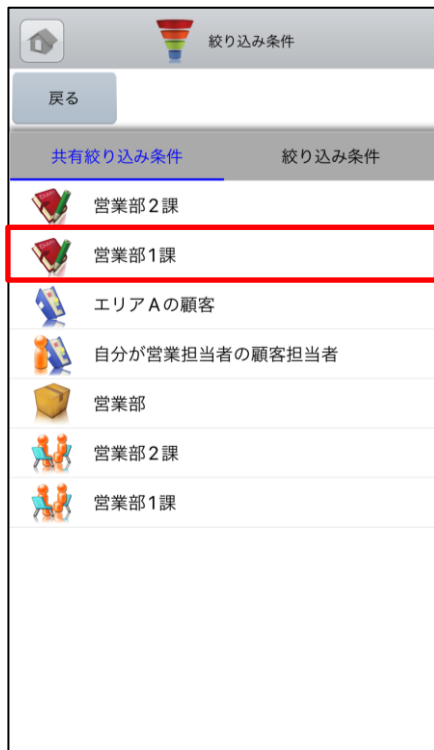 絞り込み条件
戻る
共有絞り込み条件 絞り込み条件
営業部2課
営業部1課
エリアAの顧客
自分が営業担当者の顧客担当者
営業部
営業部2課
営業部1課